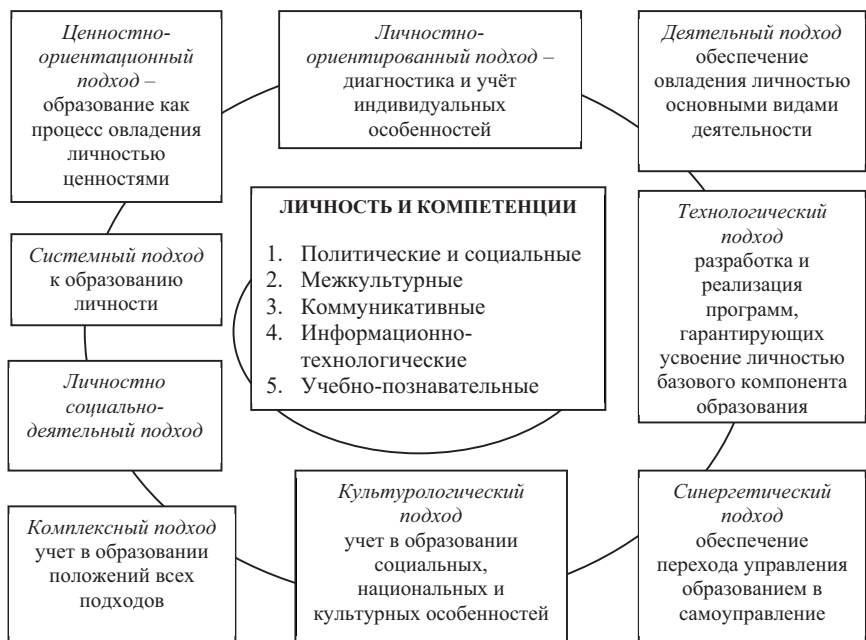 Ценностно-
ориентационный
подход –
образование как
процесс овладения
личностью
ценностями
Личностно-
ориентированный подход –
диагностика и учёт
индивидуальных
особенностей
Деятельный подход
обеспечение
овладения личностью
основными видами
деятельности
ЛИЧНОСТЬ И КОМПЕТЕНЦИИ
1. Политические и социальные
2. Межкультурные
3. Коммуникативные
4. Информационно-
технологические
5. Учебно-познавательные
Технологический
подход
разработка и
реализация
программ,
гарантирующих
усвоение личностью
базового компонента
образования
Системный подход
к образованию
личности
Личностно
социально-
деятельный подход
Комплексный подход
учет в образовании
положений всех
подходов
Культурологический
подход
учет в образовании
социальных,
национальных и
культурных особенностей
Синергетический
подход
обеспечение
перехода управления
образованием в
самоуправление